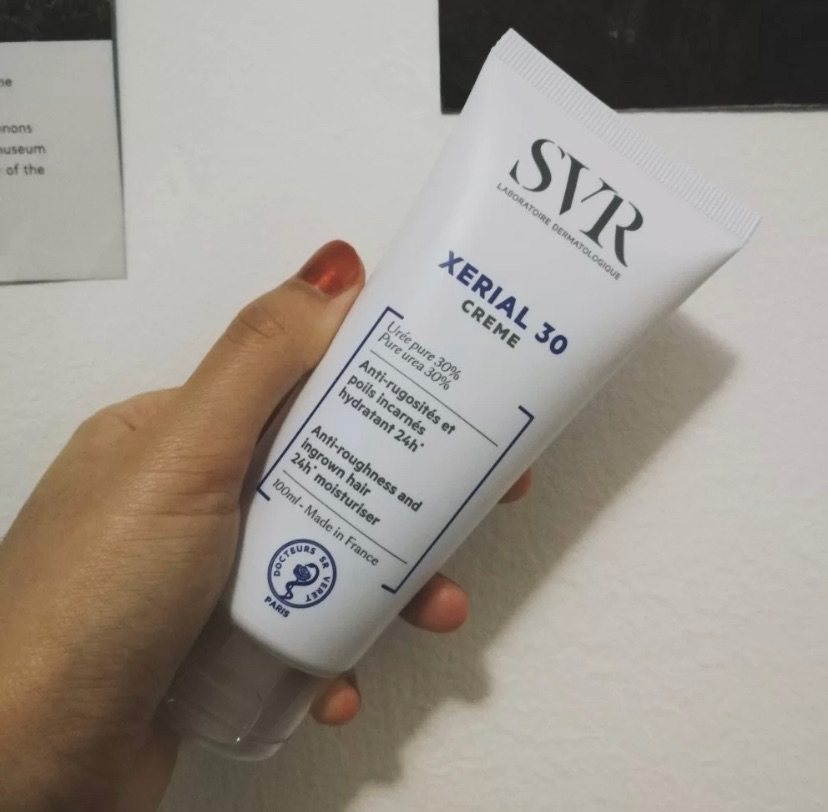 nons
of the
SVR
LABORATOIRE DERMATOLOGIQUE
XERIAL 30
CREME
Urée pure 30%
Pure urea 30%
Anti-rugosités et
poils incarnés
hydratant 24h*
Anti-roughness and
ingrown hair
24h* moisturiser
100ml - Made in France
DOCTEURS SR VERET
PARIS